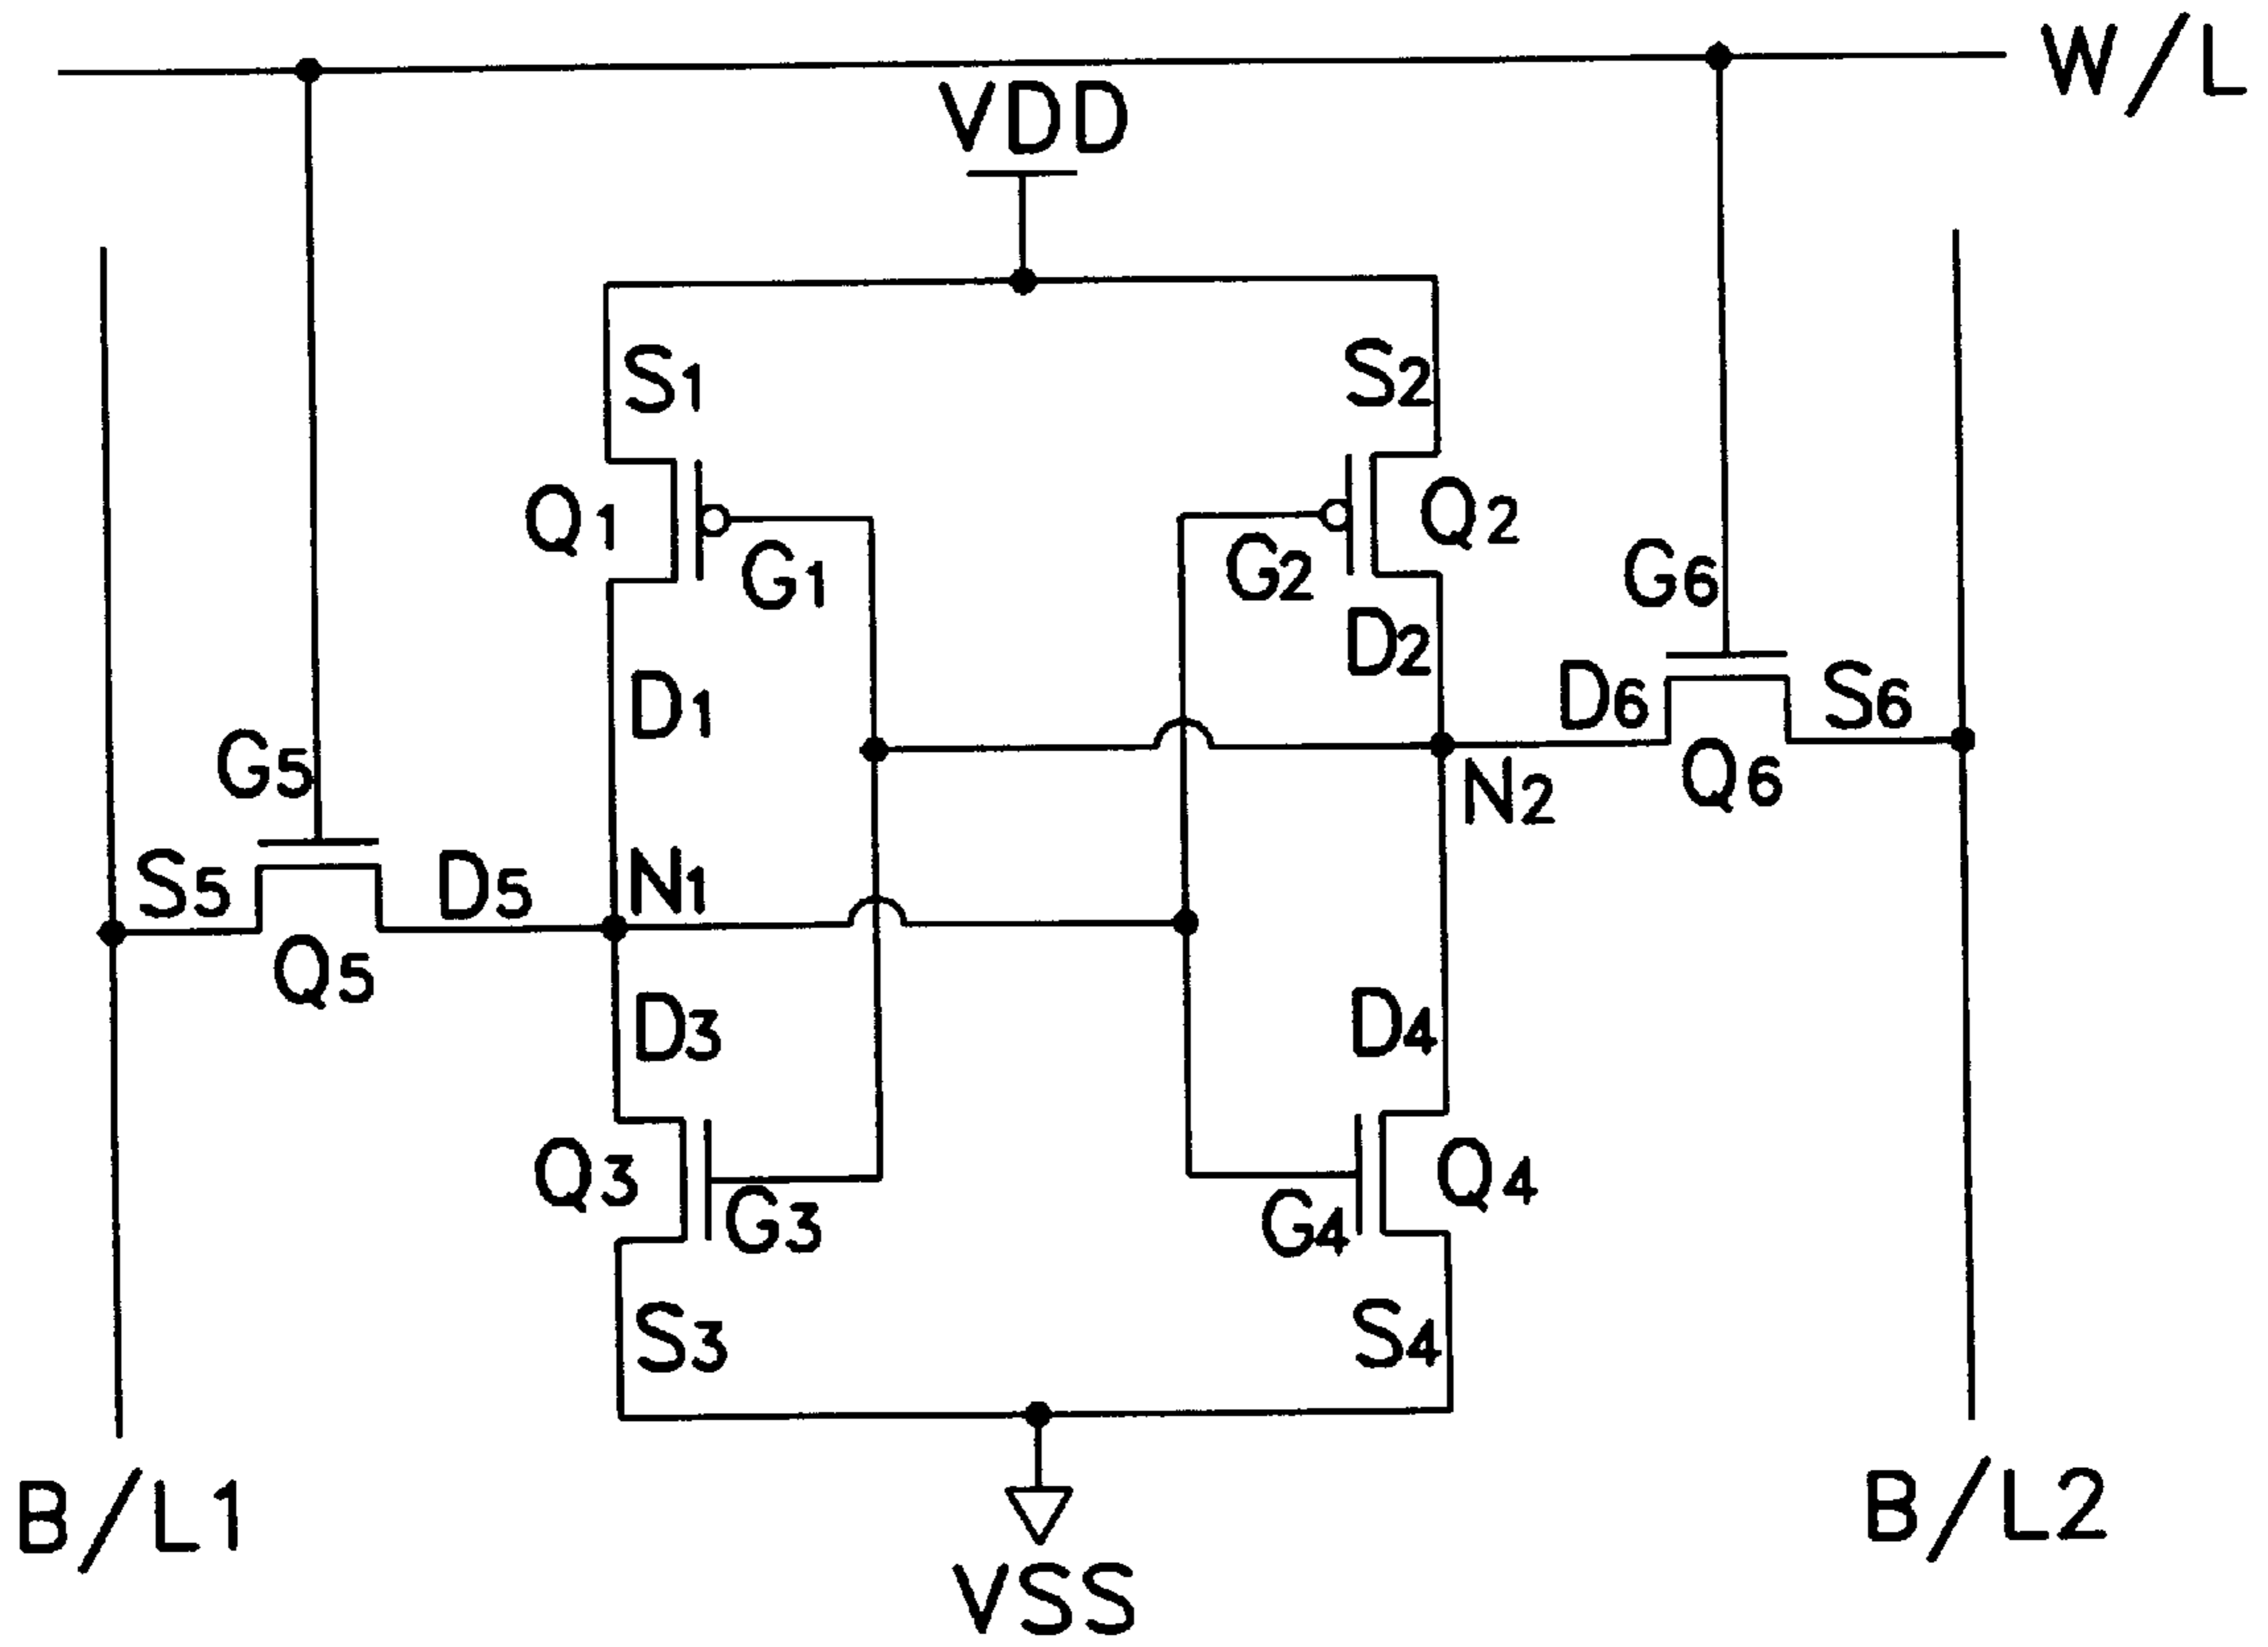 W/L
VDD
S1
S2
Q1
G1
G2
Q2
G6
D1
D2
D6
S6
G5
N2
Q6
S5
D5
N1
Q5
D3
D4
Q3
G3
G4
Q4
S3
S4
B/L1
B/L2
VSS